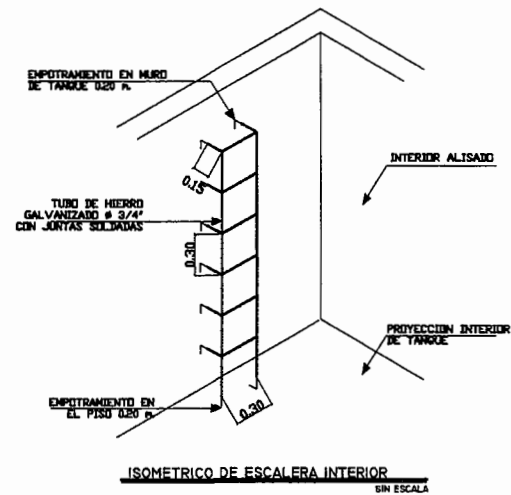 EMPOTRAMIENTO EN MURO
DE TANQUE 0.20 m.
0.15
INTERIOR ALISADO
TUBO DE HIERRO
GALVANIZADO ø 3/4"
CON JUNTAS SOLDADAS
0.30
PROYECCION INTERIOR
DE TANQUE
EMPOTRAMIENTO EN
EL PISO 0.20 m.
0.30
ISOMETRICO DE ESCALERA INTERIOR
SIN ESCALA